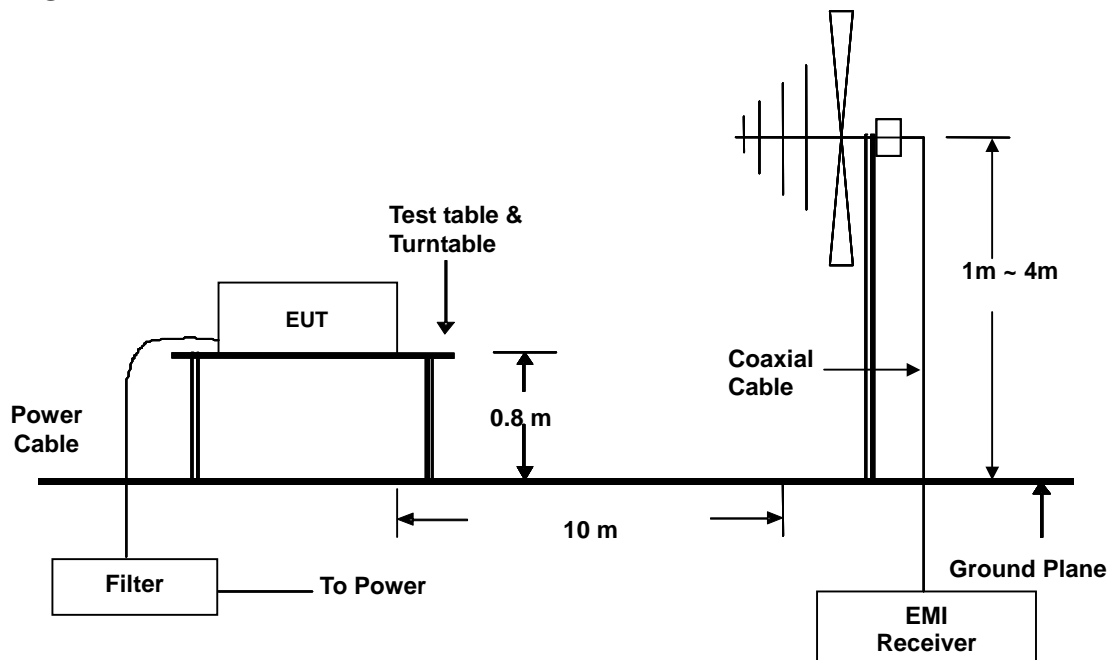 Test table &
Turntable
EUT
1m ~ 4m
Coaxial
Cable
0.8 m
Power
Cable
10 m
Filter
To Power
Ground Plane
EMI
Receiver